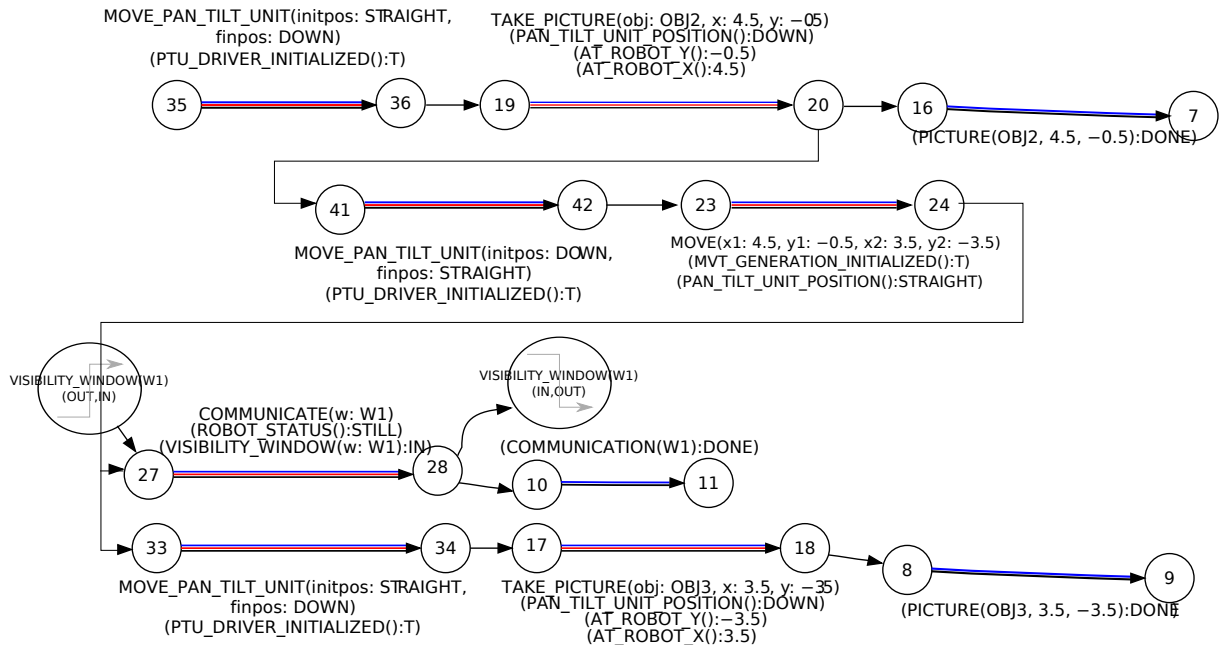 MOVE_PAN_TILT_UNIT(initpos: STRAIGHT,
finpos: DOWN)
(PTU_DRIVER_INITIALIZED():T)
TAKE_PICTURE(obj: OBJ2, x: 4.5, y: −05)
(PAN_TILT_UNIT_POSITION():DOWN)
(AT_ROBOT_Y():−0.5)
(AT_ROBOT_X():4.5)
35
36
19
20
16
7
(PICTURE(OBJ2, 4.5, −0.5):DONE)
41
42
23
24
MOVE_PAN_TILT_UNIT(initpos: DOWN,
finpos: STRAIGHT)
(PTU_DRIVER_INITIALIZED():T)
MOVE(x1: 4.5, y1: −0.5, x2: 3.5, y2: −3.5)
(MVT_GENERATION_INITIALIZED():T)
(PAN_TILT_UNIT_POSITION():STRAIGHT)
VISIBILITY_WINDOW(W1)
(OUT,IN)
VISIBILITY_WINDOW(W1)
(IN,OUT)
COMMUNICATE(w: W1)
(ROBOT_STATUS():STILL)
(VISIBILITY_WINDOW(w: W1):IN)
(COMMUNICATION(W1):DONE)
27
28
10
11
33
34
17
18
8
9
MOVE_PAN_TILT_UNIT(initpos: STRAIGHT,
finpos: DOWN)
(PTU_DRIVER_INITIALIZED():T)
TAKE_PICTURE(obj: OBJ3, x: 3.5, y: −35)
(PAN_TILT_UNIT_POSITION():DOWN)
(AT_ROBOT_Y():−3.5)
(AT_ROBOT_X():3.5)
(PICTURE(OBJ3, 3.5, −3.5):DONE